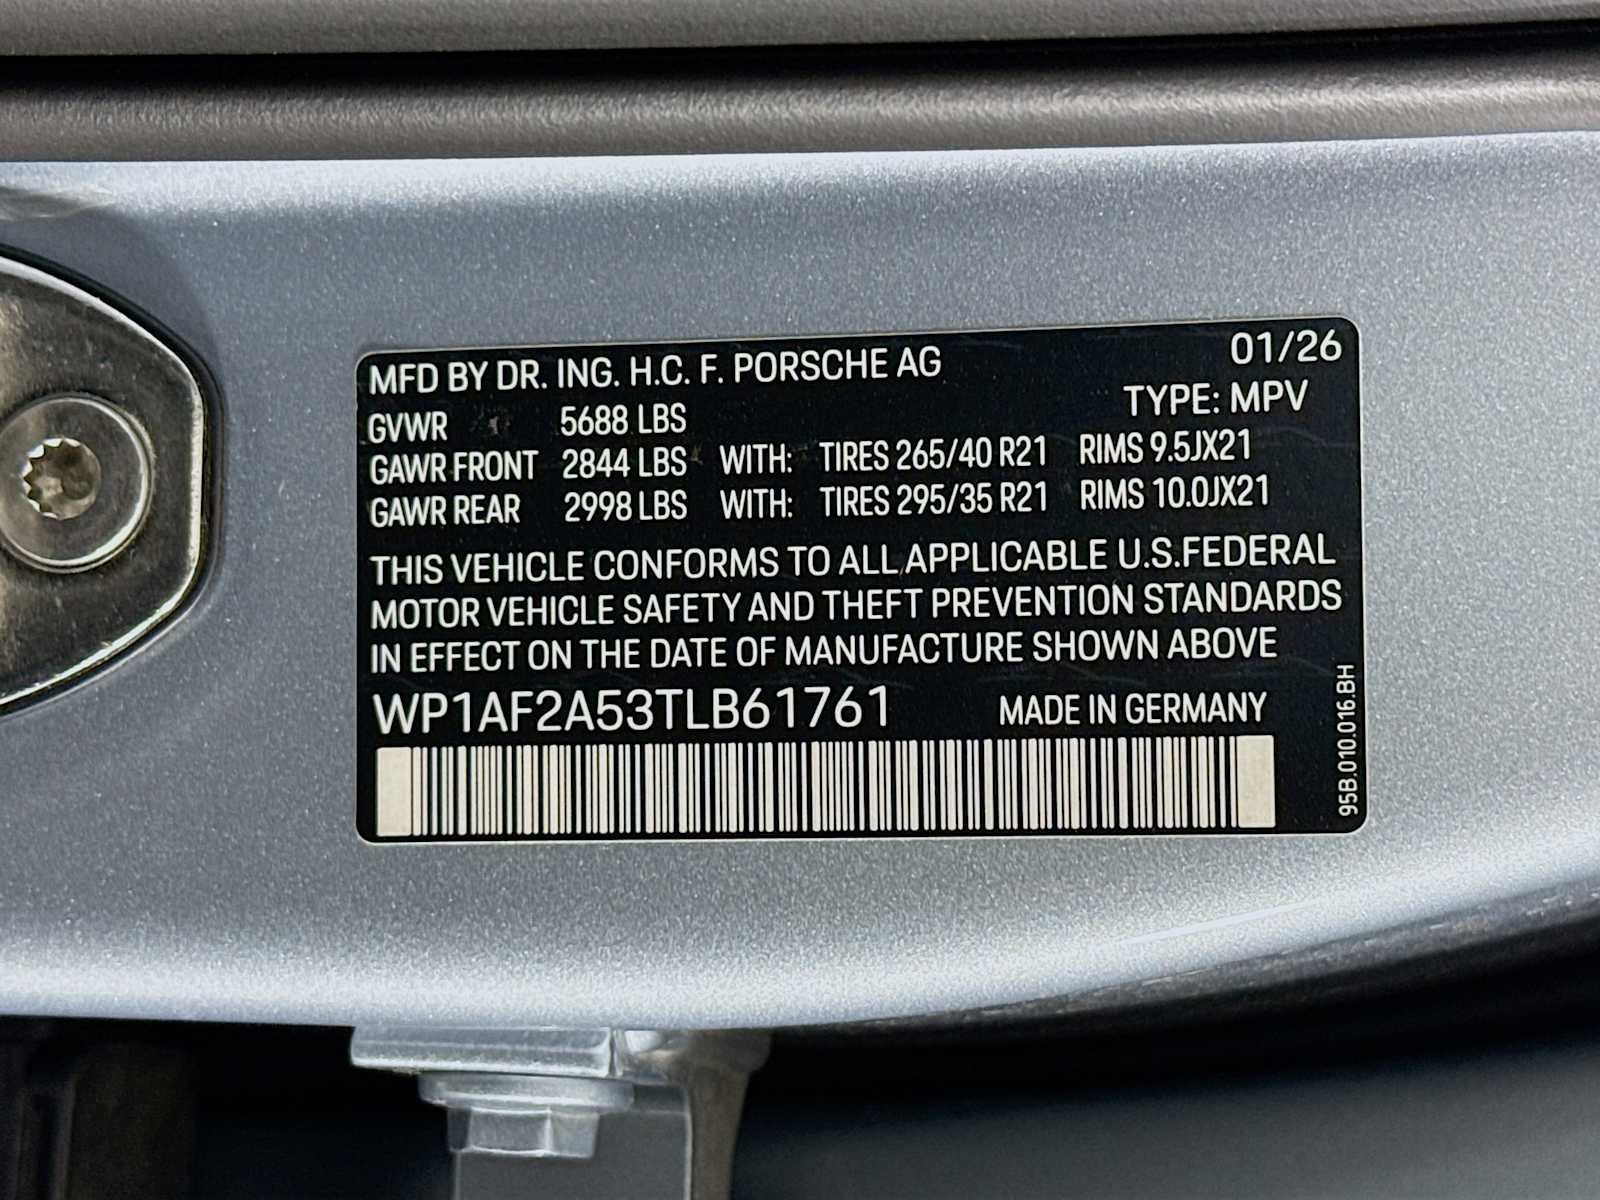 MFD BY DR. ING. H.C. F. PORSCHE AG 01/26
TYPE: MPV
GVWR 5688 LBS
GAWR FRONT 2844 LBS WITH: TIRES 265/40 R21 RIMS 9.5JX21
GAWR REAR 2998 LBS WITH: TIRES 295/35 R21 RIMS 10.0JX21
THIS VEHICLE CONFORMS TO ALL APPLICABLE U.S.FEDERAL
MOTOR VEHICLE SAFETY AND THEFT PREVENTION STANDARDS
IN EFFECT ON THE DATE OF MANUFACTURE SHOWN ABOVE
WP1AF2A53TLB61761 MADE IN GERMANY
95B.010.016.BH